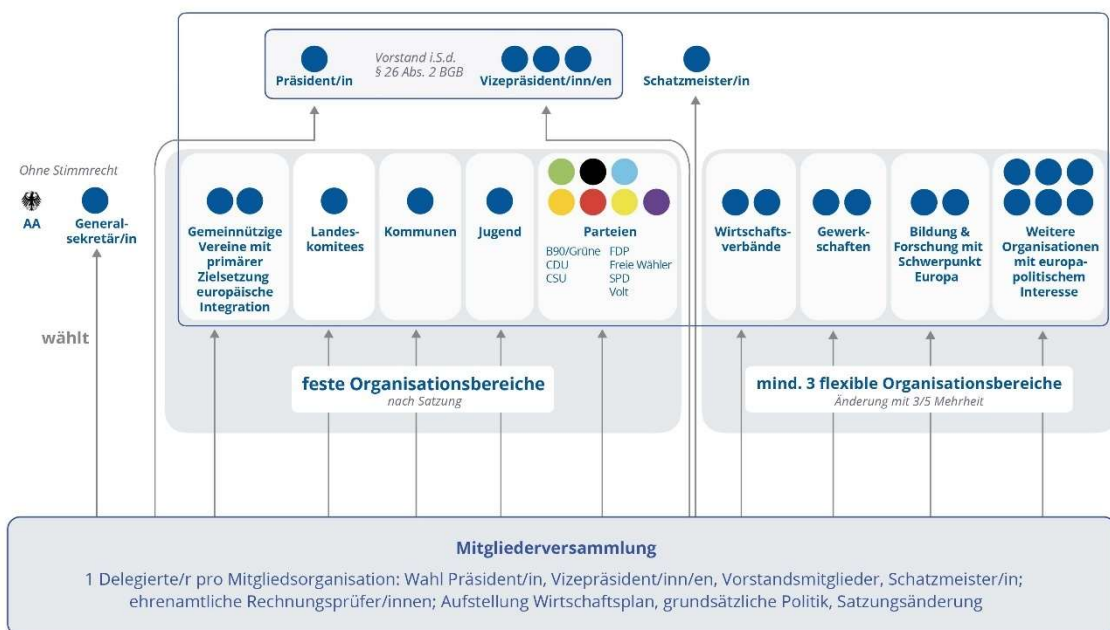 Präsident/in
Vorstand i.S.d.
§ 26 Abs. 2 BGB
Vizepräsident/inn/en
Schatzmeister/in
Ohne Stimmrecht
AA
General-
sekretär/in
Gemeinnützige
Vereine mit
primärer
Zielsetzung
europäische
Integration
Landes-
komitees
Kommunen
Jugend
Parteien
B90/Grüne
CDU
CSU
FDP
Freie Wähler
SPD
Volt
Wirtschafts-
verbände
Gewerk-
schaften
Bildung &
Forschung mit
Schwerpunkt
Europa
Weitere
Organisationen
mit europa-
politischem
Interesse
wählt
feste Organisationsbereiche
nach Satzung
mind. 3 flexible Organisationsbereiche
Änderung mit 3/5 Mehrheit
Mitgliederversammlung
1 Delegierte/r pro Mitgliedsorganisation: Wahl Präsident/in, Vizepräsident/inn/en, Vorstandsmitglieder, Schatzmeister/in;
ehrenamtliche Rechnungsprüfer/innen; Aufstellung Wirtschaftsplan, grundsätzliche Politik, Satzungsänderung